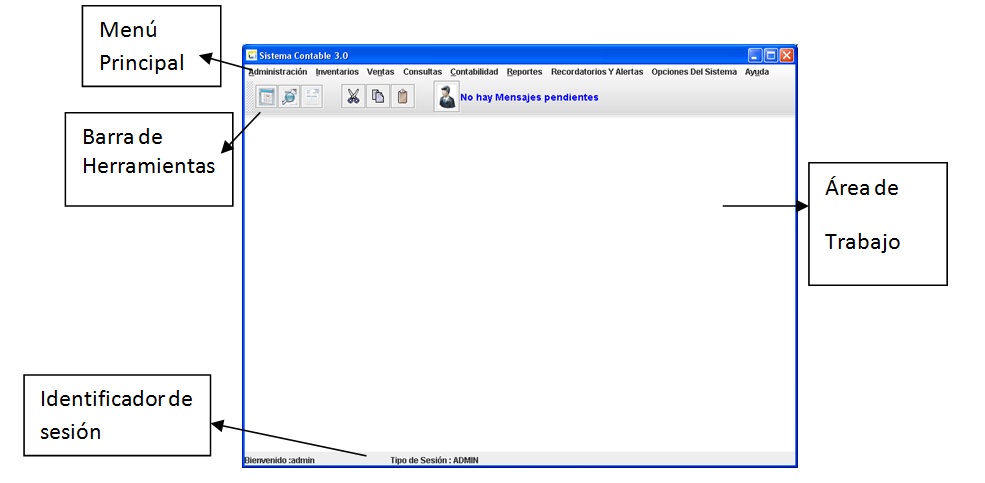 Menú
Principal
Sistema Contable 3.0
Administración Inventarios Ventas Consultas Contabilidad Reportes Recordatorios Y Alertas Opciones Del Sistema Ayuda
No hay Mensajes pendientes
Barra de
Herramientas
Área de
Trabajo
Identificador de
sesión
Bienvenido :admin Tipo de Sesión : ADMIN